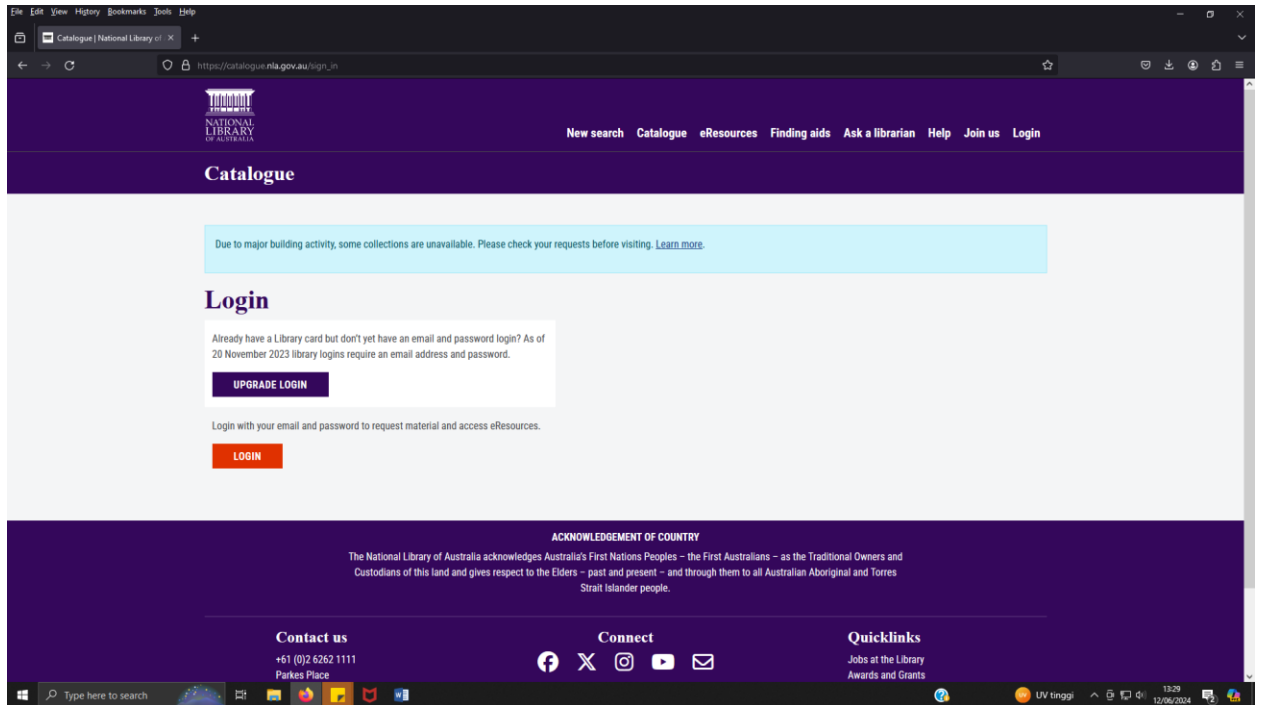 File Edit View History Bookmarks Tools Help
Catalogue | National Library of
https://catalogue.nla.gov.au/sign_in
NATIONAL
LIBRARY
OF AUSTRALIA
New search Catalogue eResources Finding aids Ask a librarian Help Join us Login
Catalogue
Due to major building activity, some collections are unavailable. Please check your requests before visiting. Learn more.
Login
Already have a Library card but don't yet have an email and password login? As of
20 November 2023 library logins require an email address and password.
UPGRADE LOGIN
Login with your email and password to request material and access eResources.
LOGIN
ACKNOWLEDGEMENT OF COUNTRY
The National Library of Australia acknowledges Australia's First Nations Peoples – the First Australians – as the Traditional Owners and
Custodians of this land and gives respect to the Elders – past and present – and through them to all Australian Aboriginal and Torres
Strait Islander people.
Contact us
+61 (0)2 6262 1111
Parkes Place
Connect
Quicklinks
Jobs at the Library
Awards and Grants
Type here to search
UV tinggi
13:29
12/06/2024
2